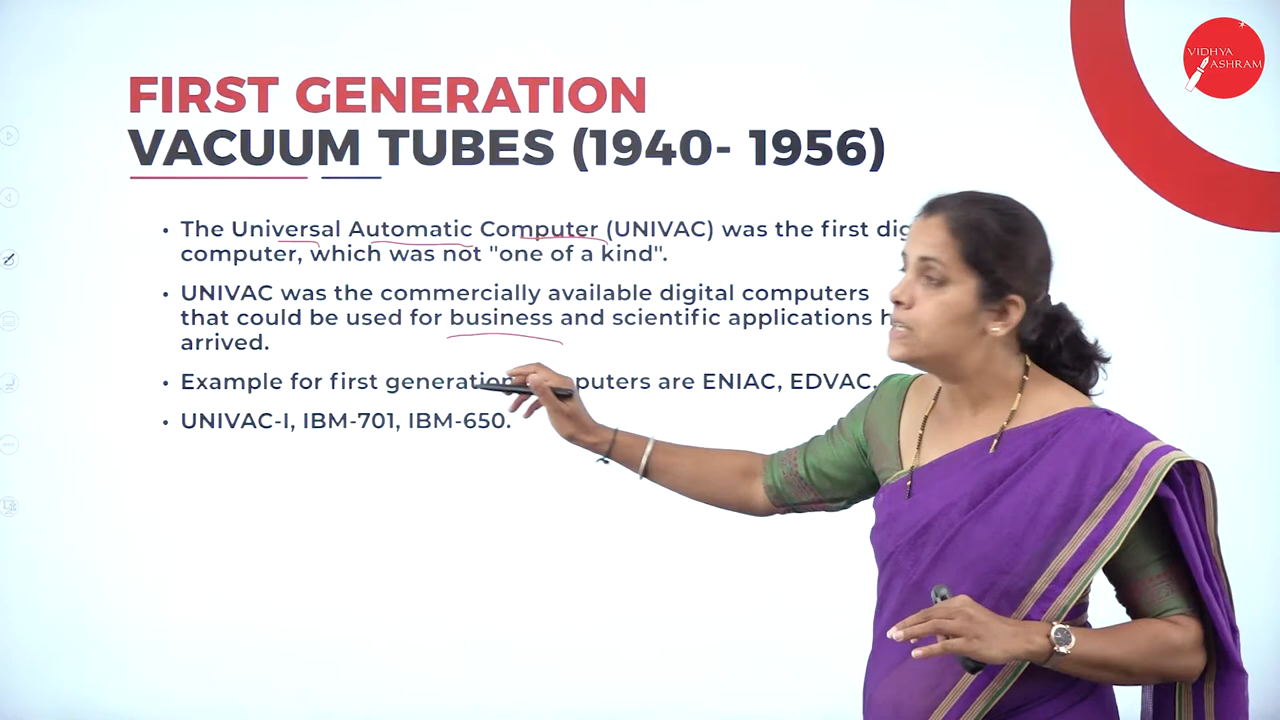 VIDHYA
ASHRAM
FIRST GENERATION
VACUUM TUBES (1940- 1956)
• The Universal Automatic Computer (UNIVAC) was the first
computer, which was not "one of a kind".
• UNIVAC was the commercially available digital computers
that could be used for business and scientific applications
arrived.
• Example for first generation are ENIAC, EDVAC.
• UNIVAC-I, IBM-701, IBM-650.